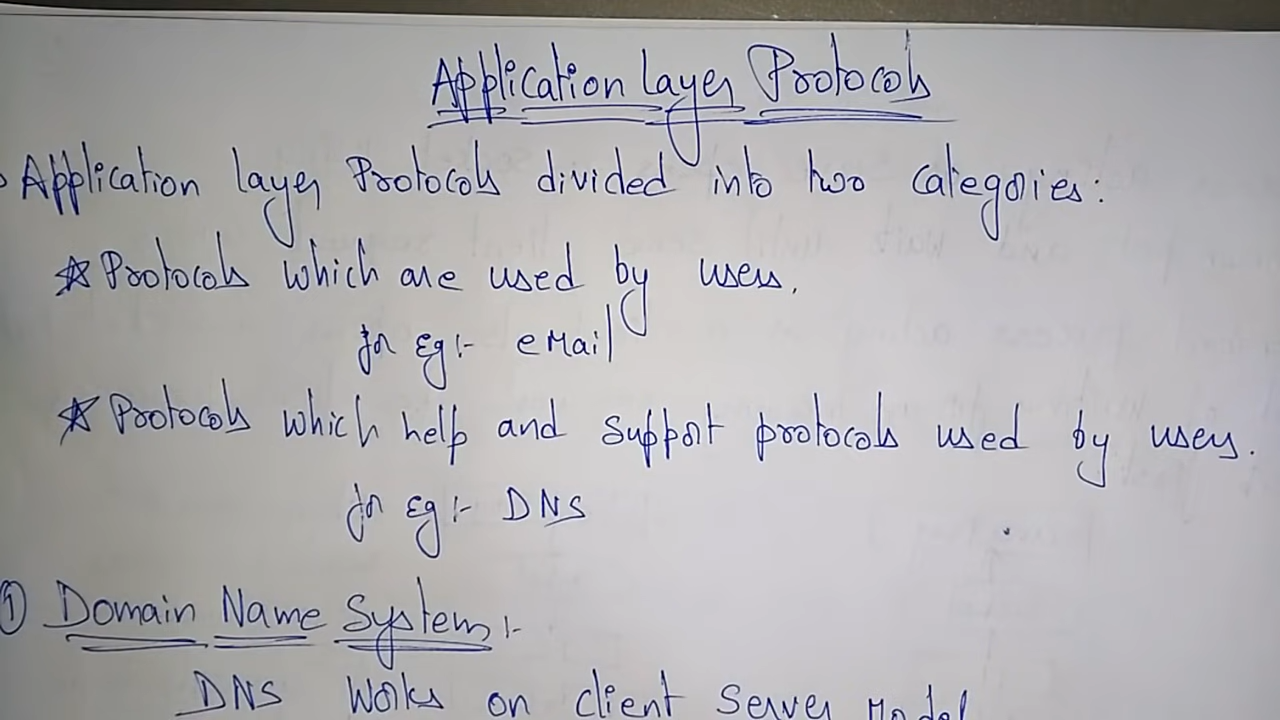 Application Layer Protocols
Application layer Protocols divided into two categories:
☆ Protocols which are used by users.
for Eg:- eMail
☆ Protocols which help and support protocols used by users.
for Eg:- DNS
① Domain Name System:-
DNS Works on client Server Model